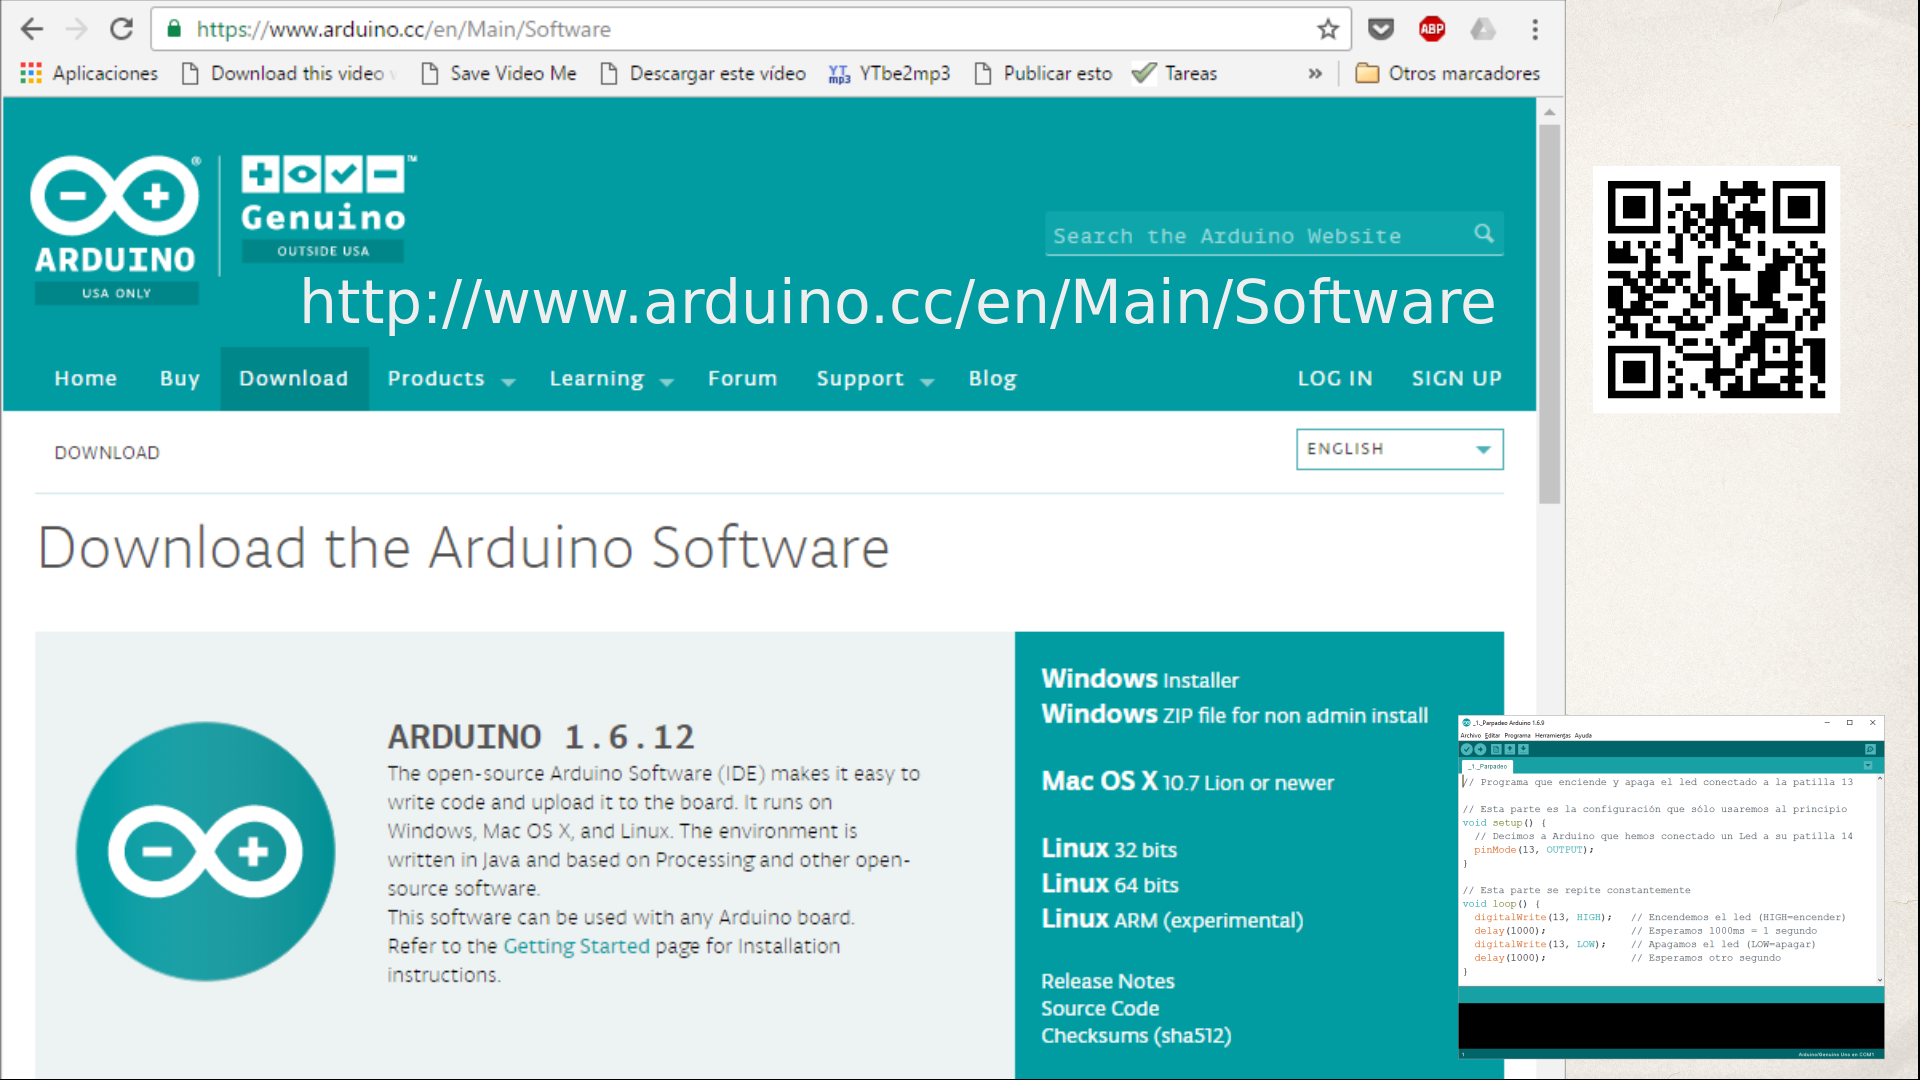 https://www.arduino.cc/en/Main/Software
ABP
Aplicaciones
Download this video
Save Video Me
Descargar este vídeo
YT mp3
YTbe2mp3
Publicar esto
Tareas
»
Otros marcadores
ARDUINO
USA ONLY
Genuino
OUTSIDE USA
Search the Arduino Website
http://www.arduino.cc/en/Main/Software
Home
Buy
Download
Products
Learning
Forum
Support
Blog
LOG IN
SIGN UP
DOWNLOAD
ENGLISH
Download the Arduino Software
ARDUINO 1.6.12
The open-source Arduino Software (IDE) makes it easy to
write code and upload it to the board. It runs on
Windows, Mac OS X, and Linux. The environment is
written in Java and based on Processing and other open-
source software.
This software can be used with any Arduino board.
Refer to the Getting Started page for Installation
instructions.
Windows Installer
Windows ZIP file for non admin install
Mac OS X 10.7 Lion or newer
Linux 32 bits
Linux 64 bits
Linux ARM (experimental)
Release Notes
Source Code
Checksums (sha512)
_1._Parpadeo Arduino 1.6.9
Archivo Editar Programa Herramientas Ayuda
_1._Parpadeo
// Programa que enciende y apaga el led conectado a la patilla 13
// Esta parte es la configuración que sólo usaremos al principio
void setup() {
// Decimos a Arduino que hemos conectado un Led a su patilla 14
pinMode(13, OUTPUT);
}
// Esta parte se repite constantemente
void loop() {
digitalWrite(13, HIGH); // Encendemos el led (HIGH=encender)
delay(1000); // Esperamos 1000ms = 1 segundo
digitalWrite(13, LOW); // Apagamos el led (LOW=apagar)
delay(1000); // Esperamos otro segundo
}
1
Arduino/Genuino Uno en COM1